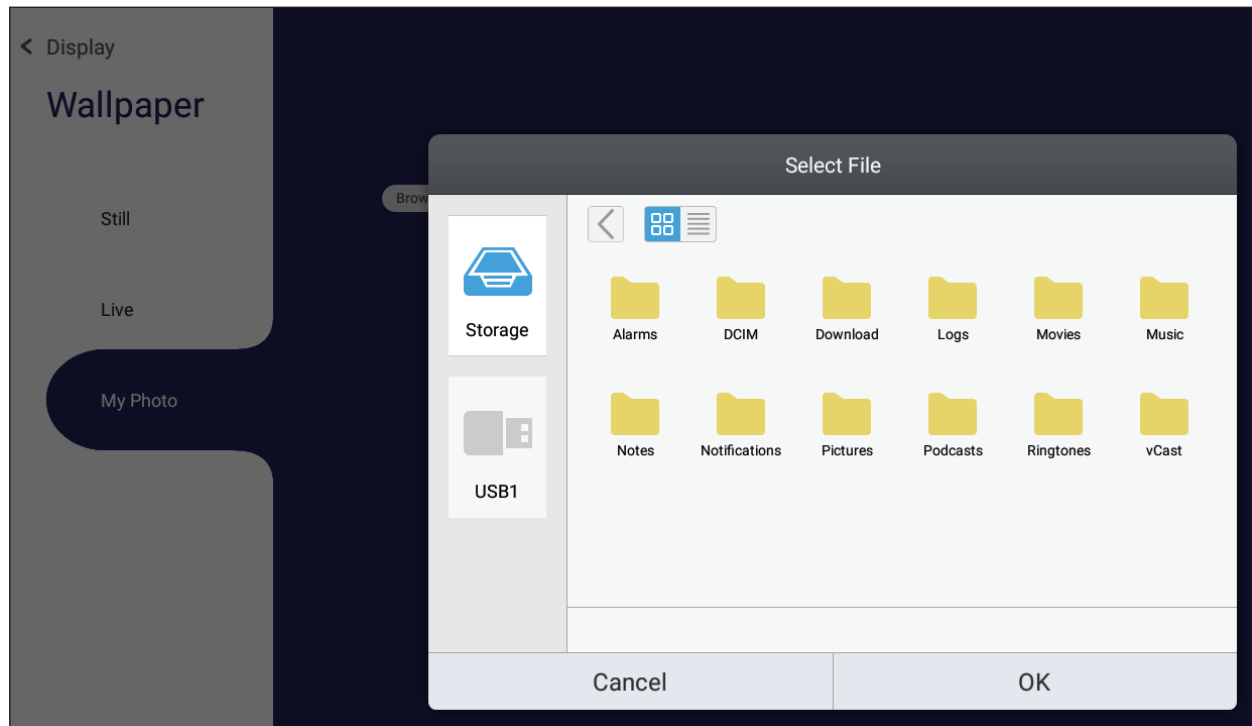 Display
Wallpaper
Still
Live
My Photo
Brow
Select File
Storage
USB1
Alarms DCIM Download Logs Movies Music
Notes Notifications Pictures Podcasts Ringtones vCast
Cancel OK